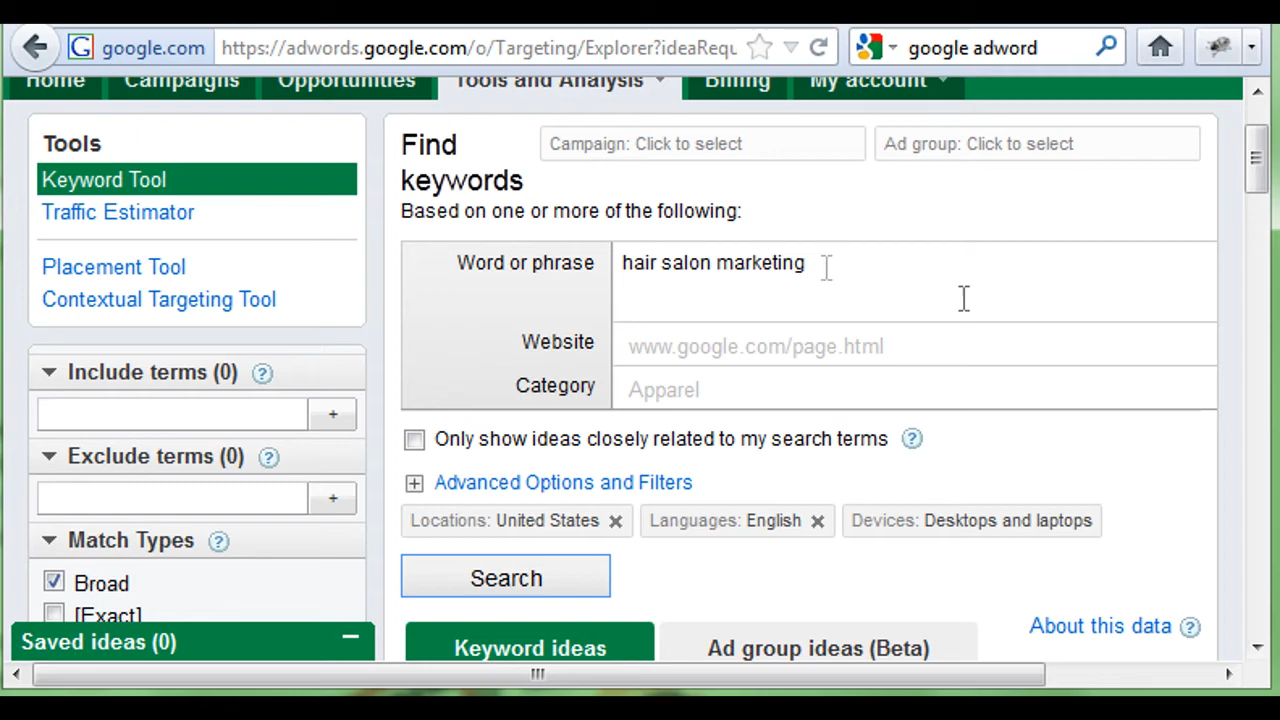 google.com
https://adwords.google.com/o/Targeting/Explorer?ideaRequ
google adword
Home
Campaigns
Opportunities
Tools and Analysis
Billing
My account
Tools
Keyword Tool
Traffic Estimator
Placement Tool
Contextual Targeting Tool
Include terms (0) ?
+
Exclude terms (0) ?
+
Match Types ?
Broad
[Exact]
Saved ideas (0)
Find
keywords
Campaign: Click to select
Ad group: Click to select
Based on one or more of the following:
Word or phrase
hair salon marketing
Website
www.google.com/page.html
Category
Apparel
Only show ideas closely related to my search terms ?
Advanced Options and Filters
Locations: United States
Languages: English
Devices: Desktops and laptops
Search
About this data ?
Keyword ideas
Ad group ideas (Beta)